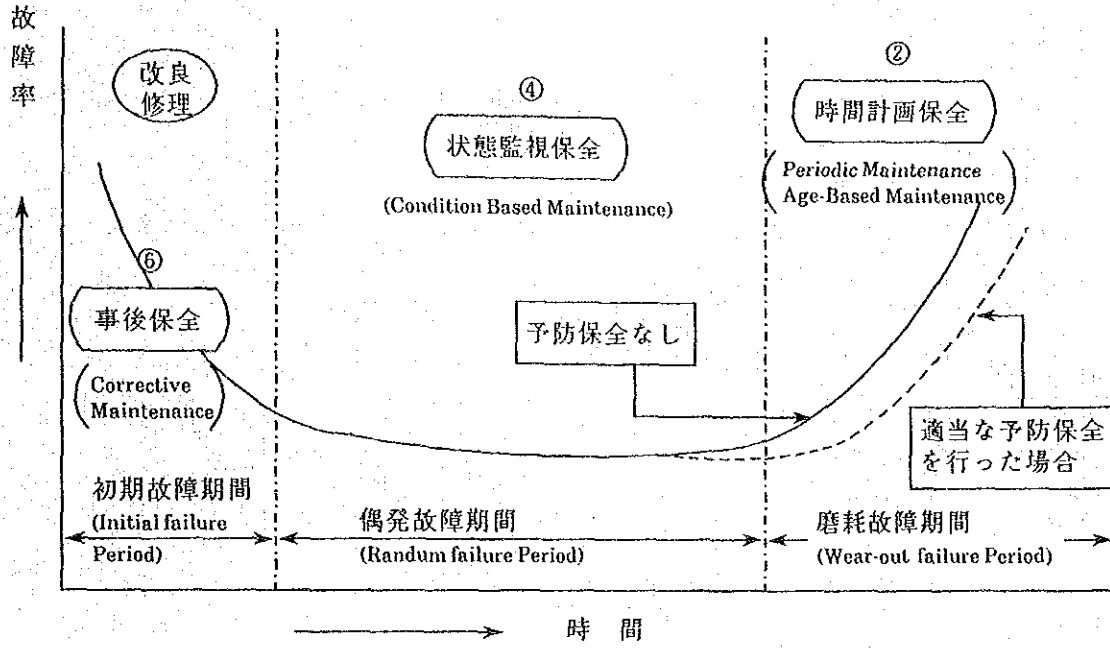 故障率
改良
修理
②
時間計画保全
(Periodic Maintenance
Age-Based Maintenance)
④
状態監視保全
(Condition Based Maintenance)
⑥
事後保全
(Corrective
Maintenance)
予防保全なし
適当な予防保全
を行った場合
初期故障期間
(Initial failure
Period)
偶発故障期間
(Randum failure Period)
磨耗故障期間
(Wear-out failure Period)
時間